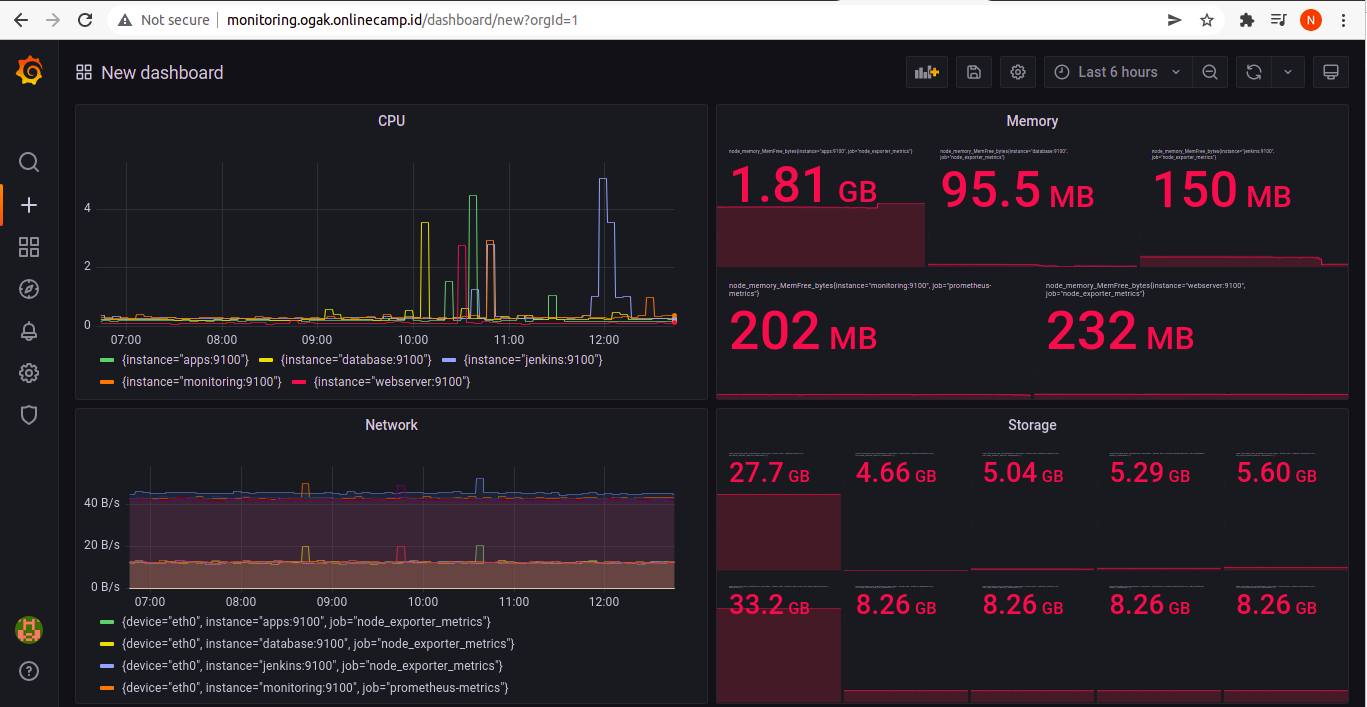 Not secure monitoring.ogak.onlinecamp.id/dashboard/new?orgId=1
N
New dashboard
Last 6 hours
CPU
4
2
0
07:00 08:00 09:00 10:00 11:00 12:00
{instance="apps:9100"} {instance="database:9100"} {instance="jenkins:9100"}
{instance="monitoring:9100"} {instance="webserver:9100"}
Memory
node_memory_MemFree_bytes{instance="apps:9100", job="node_exporter_metrics"}
1.81 GB
node_memory_MemFree_bytes{instance="database:9100",
job="node_exporter_metrics"}
95.5 MB
node_memory_MemFree_bytes{instance="jenkins:9100",
job="node_exporter_metrics"}
150 MB
node_memory_MemFree_bytes{instance="monitoring:9100", job="prometheus-
metrics"}
202 MB
node_memory_MemFree_bytes{instance="webserver:9100",
job="node_exporter_metrics"}
232 MB
Network
40 B/s
20 B/s
0 B/s
07:00 08:00 09:00 10:00 11:00 12:00
{device="eth0", instance="apps:9100", job="node_exporter_metrics"}
{device="eth0", instance="database:9100", job="node_exporter_metrics"}
{device="eth0", instance="jenkins:9100", job="node_exporter_metrics"}
{device="eth0", instance="monitoring:9100", job="prometheus-metrics"}
Storage
27.7 GB 4.66 GB 5.04 GB 5.29 GB 5.60 GB
33.2 GB 8.26 GB 8.26 GB 8.26 GB 8.26 GB